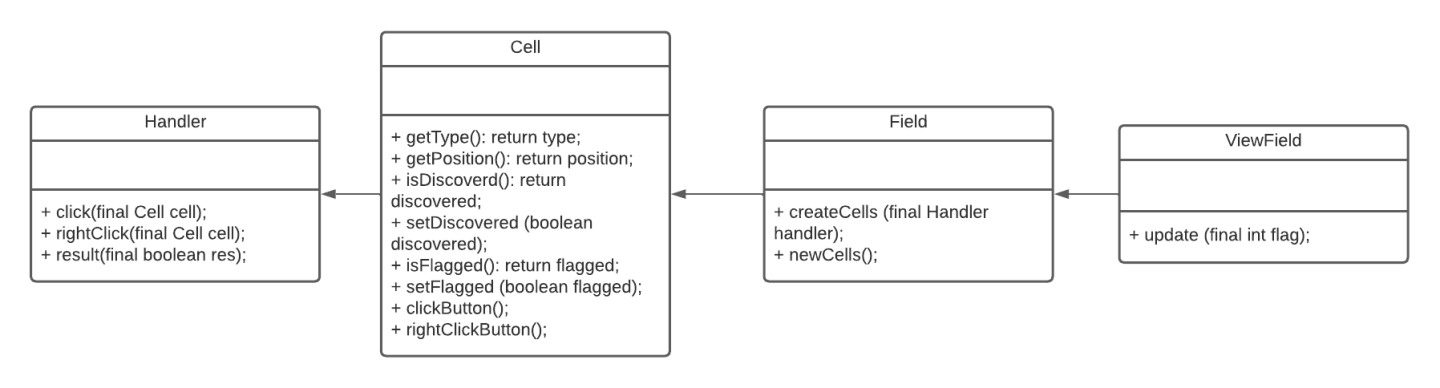 Handler
+ click(final Cell cell);
+ rightClick(final Cell cell);
+ result(final boolean res);
Cell
+ getType(): return type;
+ getPosition(): return position;
+ isDiscoverd(): return
discovered;
+ setDiscovered (boolean
discovered);
+ isFlagged(): return flagged;
+ setFlagged (boolean flagged);
+ clickButton();
+ rightClickButton();
Field
+ createCells (final Handler
handler);
+ newCells();
ViewField
+ update (final int flag);